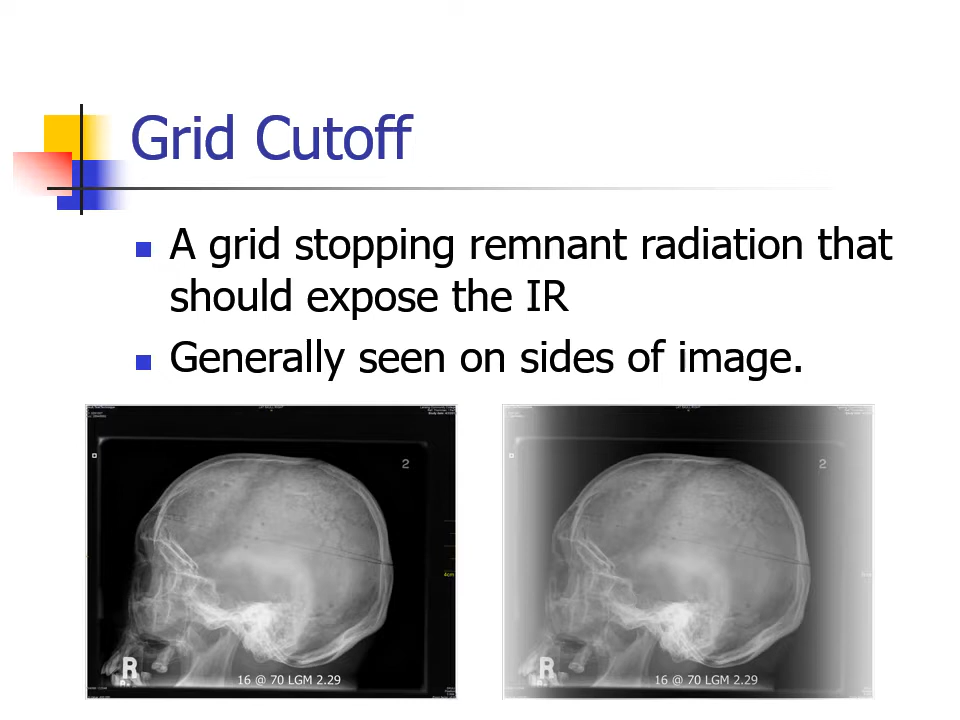 Grid Cutoff
A grid stopping remnant radiation that
should expose the IR
Generally seen on sides of image.
2
R
16 @ 70 LGM 2.29
2
R
16 @ 70 LGM 2.29